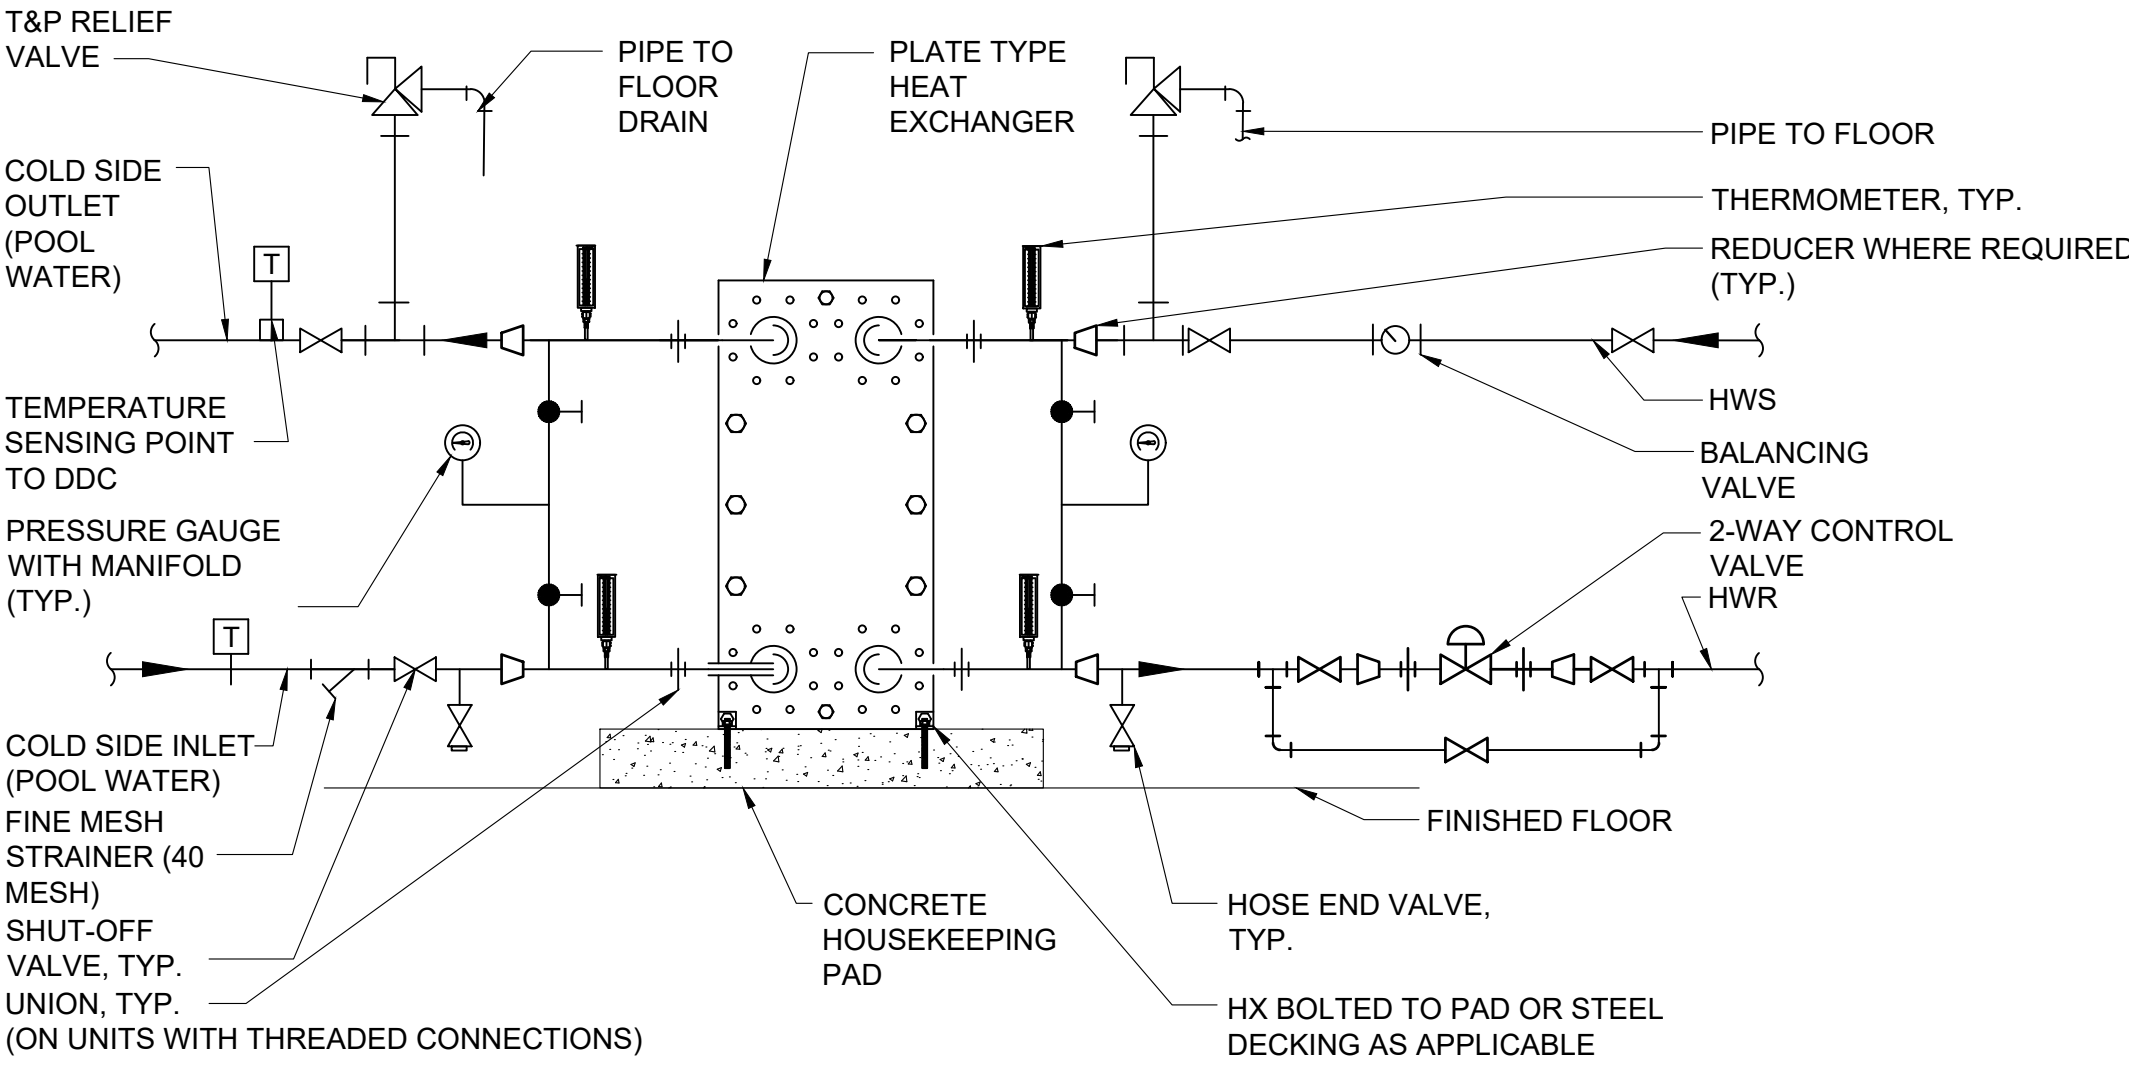 T&P RELIEF
VALVE
PIPE TO
FLOOR
DRAIN
PLATE TYPE
HEAT
EXCHANGER
PIPE TO FLOOR
COLD SIDE
OUTLET
(POOL
WATER)
T
THERMOMETER, TYP.
REDUCER WHERE REQUIRED
(TYP.)
HWS
TEMPERATURE
SENSING POINT
TO DDC
BALANCING
VALVE
PRESSURE GAUGE
WITH MANIFOLD
(TYP.)
2-WAY CONTROL
VALVE
HWR
T
COLD SIDE INLET
(POOL WATER)
FINE MESH
STRAINER (40
MESH)
FINISHED FLOOR
SHUT-OFF
VALVE, TYP.
UNION, TYP.
(ON UNITS WITH THREADED CONNECTIONS)
CONCRETE
HOUSEKEEPING
PAD
HOSE END VALVE,
TYP.
HX BOLTED TO PAD OR STEEL
DECKING AS APPLICABLE